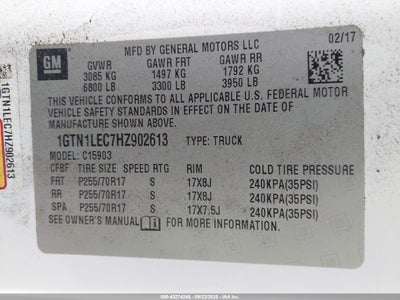 GM
MFD BY GENERAL MOTORS LLC
02/17
GVWR GAWR FRT GAWR RR
3085 KG 1497 KG 1792 KG
6800 LB 3300 LB 3950 LB
THIS VEHICLE CONFORMS TO ALL APPLICABLE U.S. FEDERAL MOTOR
VEHICLE SAFETY STANDARDS IN EFFECT ON THE DATE OF
MANUFACTURE SHOWN ABOVE.
1GTN1LEC7HZ902613 TYPE: TRUCK
C15903
CFBF TIRE SIZE SPEED RTG RIM COLD TIRE PRESSURE
FRT P255/70R17 S 17X8J 240KPA(35PSI)
RR P255/70R17 S 17X8J 240KPA(35PSI)
SPA P255/70R17 S 17X7.5J 240KPA(35PSI)
SEE OWNER'S MANUAL FOR MORE INFORMATION.
1GTN1LEC7HZ902613